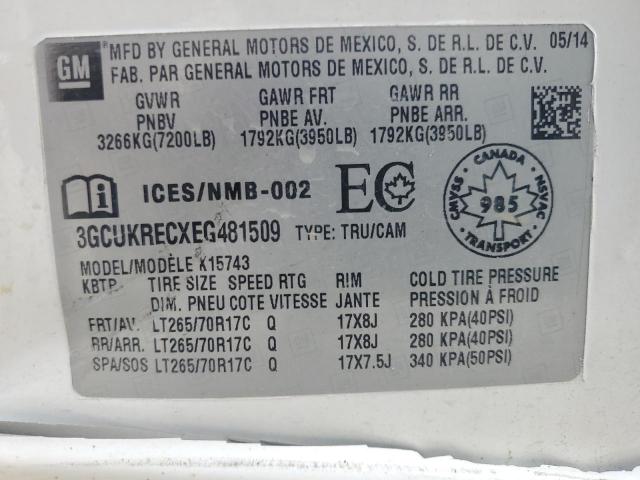 GM
MFD BY GENERAL MOTORS DE MEXICO, S. DE R.L. DE C.V. 05/14
FAB. PAR GENERAL MOTORS DE MEXICO, S. DE R.L. DE C.V.
GVWR GAWR FRT GAWR RR
PNBV PNBE AV. PNBE ARR.
3266KG(7200LB) 1792KG(3950LB) 1792KG(3950LB)
ICES/NMB-002 EC
CANADA
CMVSS NSVAC
985
TRANSPORT
3GCUKRECXEG481509 TYPE: TRU/CAM
MODEL/MODÈLE K15743
KBTP TIRE SIZE SPEED RTG RIM COLD TIRE PRESSURE
DIM. PNEU COTE VITESSE JANTE PRESSION À FROID
FRT/AV. LT265/70R17C Q 17X8J 280 KPA(40PSI)
RR/ARR. LT265/70R17C Q 17X8J 280 KPA(40PSI)
SPA/SOS LT265/70R17C Q 17X7.5J 340 KPA(50PSI)